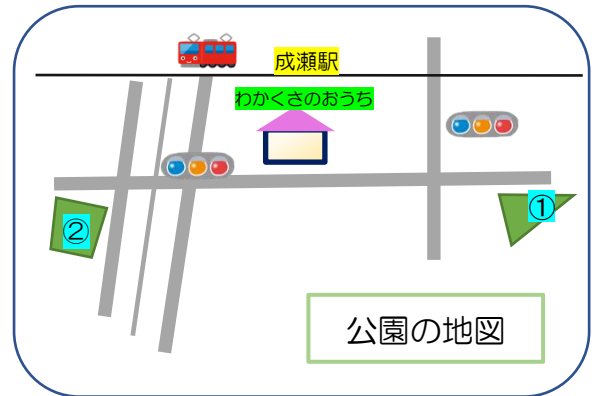 成瀬駅
わかくさのおうち
①
②
公園の地図